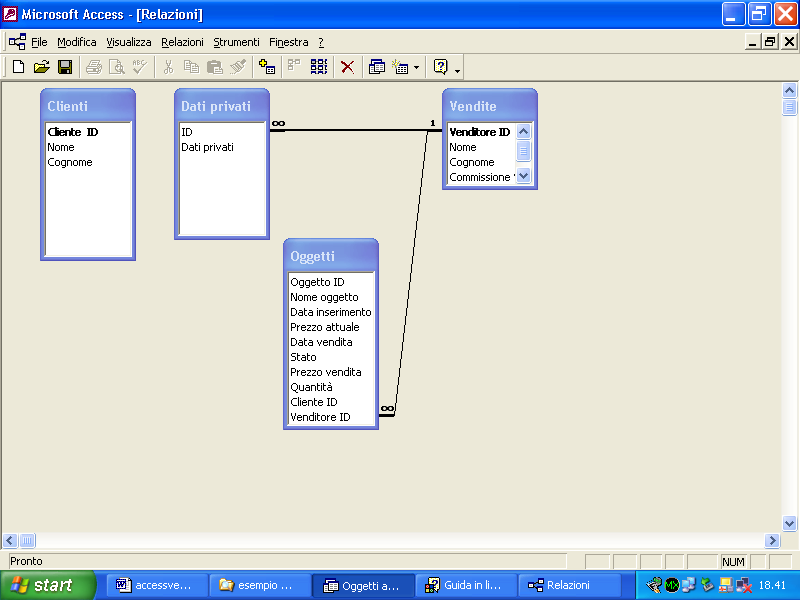 Microsoft Access - [Relazioni]
File Modifica Visualizza Relazioni Strumenti Finestra ?
Clienti
Cliente ID
Nome
Cognome
Dati privati
ID
Dati privati
∞ 1
Vendite
Venditore ID
Nome
Cognome
Commissione
Oggetti
Oggetto ID
Nome oggetto
Data inserimento
Prezzo attuale
Data vendita
Stato
Prezzo vendita
Quantità
Cliente ID
Venditore ID
∞
Pronto
NUM
start
accessve...
esempio ...
Oggetti a...
Guida in li...
Relazioni
18.41